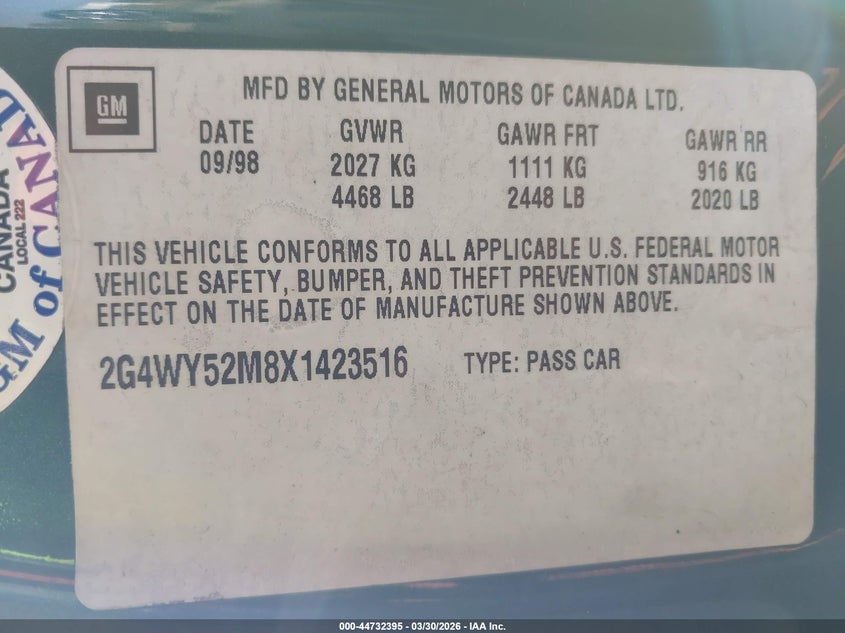 GM
MFD BY GENERAL MOTORS OF CANADA LTD.
DATE GVWR GAWR FRT GAWR RR
09/98 2027 KG 1111 KG 916 KG
4468 LB 2448 LB 2020 LB
THIS VEHICLE CONFORMS TO ALL APPLICABLE U.S. FEDERAL MOTOR
VEHICLE SAFETY, BUMPER, AND THEFT PREVENTION STANDARDS IN
EFFECT ON THE DATE OF MANUFACTURE SHOWN ABOVE.
2G4WY52M8X1423516 TYPE: PASS CAR
CANADA
LOCAL 222
GM of CANAD
000-44732395 - 03/30/2026 - IAA Inc.